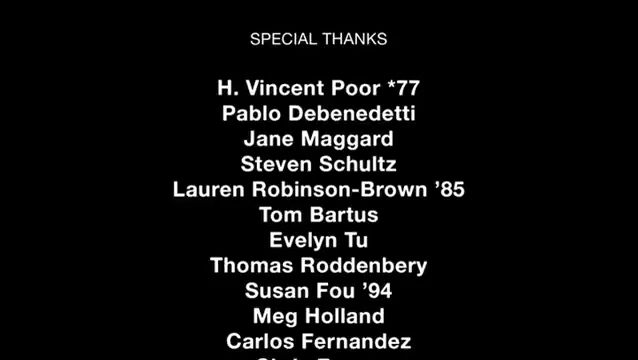 SPECIAL THANKS
H. Vincent Poor *77
Pablo Debenedetti
Jane Maggard
Steven Schultz
Lauren Robinson-Brown ’85
Tom Bartus
Evelyn Tu
Thomas Roddenbery
Susan Fou ’94
Meg Holland
Carlos Fernandez